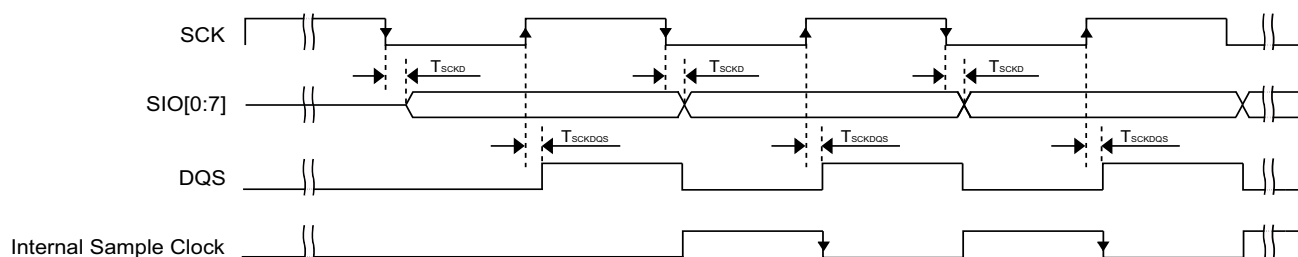 SCK
TSCKD TSCKD TSCKD
SIO[0:7]
TSCKDQS TSCKDQS TSCKDQS
DQS
Internal Sample Clock